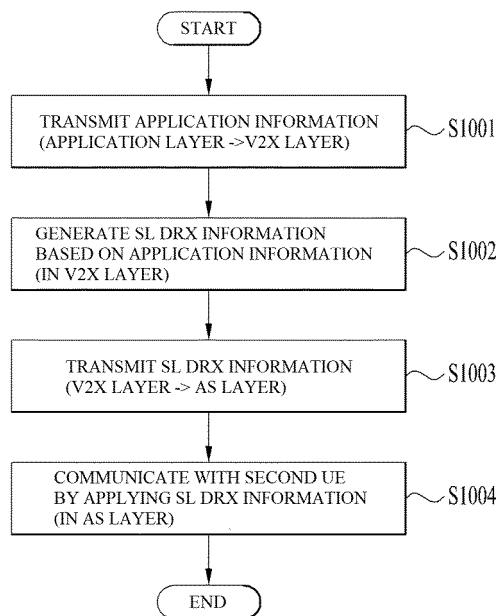 START
TRANSMIT APPLICATION INFORMATION
(APPLICATION LAYER ->V2X LAYER)
S1001
GENERATE SL DRX INFORMATION
BASED ON APPLICATION INFORMATION
(IN V2X LAYER)
S1002
TRANSMIT SL DRX INFORMATION
(V2X LAYER -> AS LAYER)
S1003
COMMUNICATE WITH SECOND UE
BY APPLYING SL DRX INFORMATION
(IN AS LAYER)
S1004
END